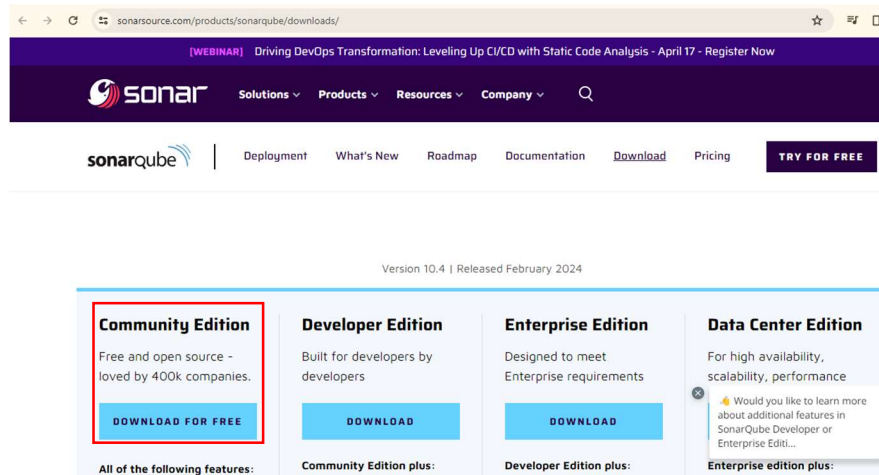 sonarsource.com/products/sonarqube/downloads/
[WEBINAR] Driving DevOps Transformation: Leveling Up CI/CD with Static Code Analysis - April 17 - Register Now
sonar Solutions Products Resources Company
sonarqube Deployment What's New Roadmap Documentation Download Pricing TRY FOR FREE
Version 10.4 | Released February 2024
Community Edition
Free and open source -
loved by 400k companies.
DOWNLOAD FOR FREE
All of the following features:
Developer Edition
Built for developers by
developers
DOWNLOAD
Community Edition plus:
Enterprise Edition
Designed to meet
Enterprise requirements
DOWNLOAD
Developer Edition plus:
Data Center Edition
For high availability,
scalability, performance
Would you like to learn more
about additional features in
SonarQube Developer or
Enterprise Editi...
Enterprise edition plus: